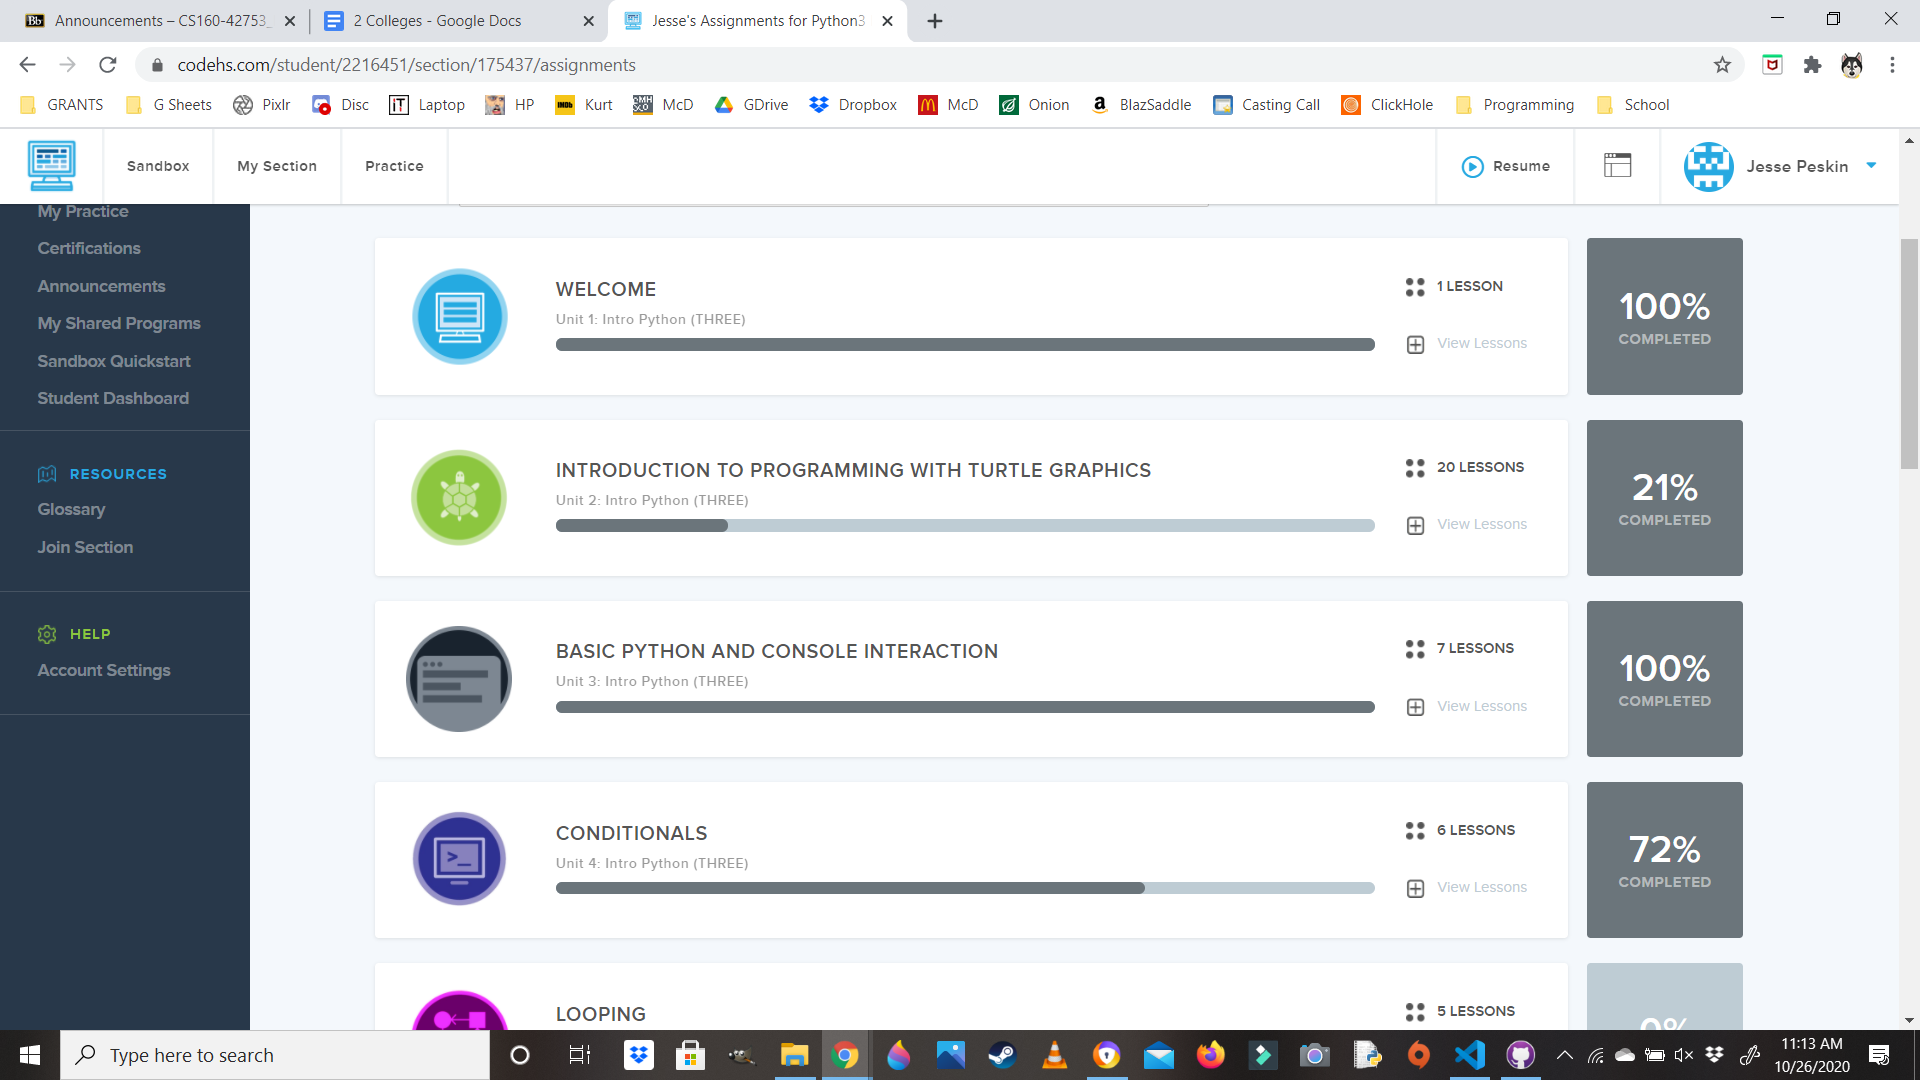 Bb Announcements – CS160-42753_
2 Colleges - Google Docs
Jesse's Assignments for Python3
codehs.com/student/2216451/section/175437/assignments
GRANTS
G Sheets
Pixlr
Disc
Laptop
HP
Kurt
McD
GDrive
Dropbox
McD
Onion
BlazSaddle
Casting Call
ClickHole
Programming
School
Sandbox
My Section
Practice
Resume
Jesse Peskin
My Practice
Certifications
Announcements
My Shared Programs
Sandbox Quickstart
Student Dashboard
RESOURCES
Glossary
Join Section
HELP
Account Settings
WELCOME
Unit 1: Intro Python (THREE)
1 LESSON
View Lessons
100%
COMPLETED
INTRODUCTION TO PROGRAMMING WITH TURTLE GRAPHICS
Unit 2: Intro Python (THREE)
20 LESSONS
View Lessons
21%
COMPLETED
BASIC PYTHON AND CONSOLE INTERACTION
Unit 3: Intro Python (THREE)
7 LESSONS
View Lessons
100%
COMPLETED
CONDITIONALS
Unit 4: Intro Python (THREE)
6 LESSONS
View Lessons
72%
COMPLETED
LOOPING
5 LESSONS
0%
Type here to search
11:13 AM
10/26/2020